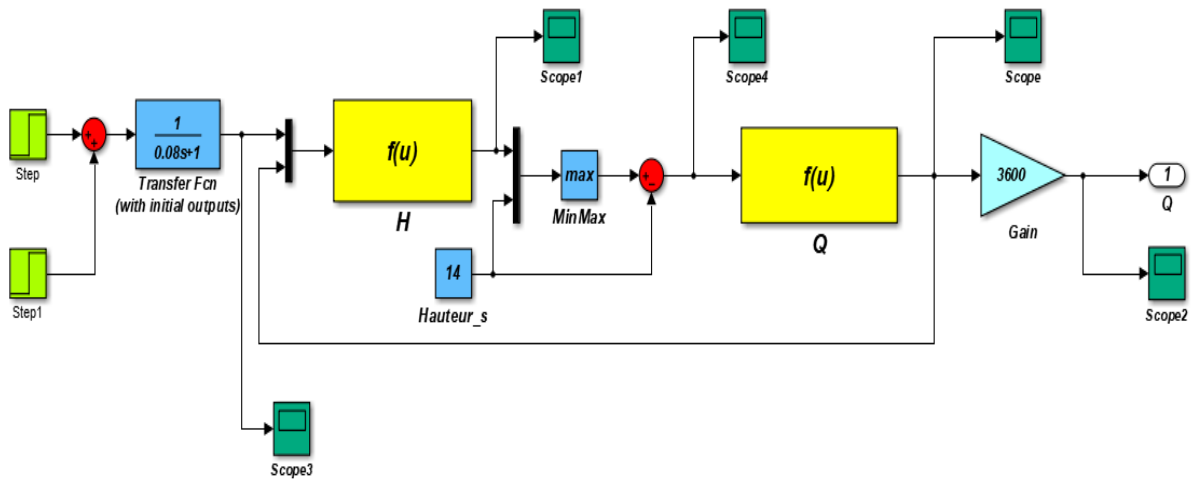 Scope1
Scope4
Scope
Step
+
+
1
0.08s+1
Transfer Fcn
(with initial outputs)
f(u)
H
max
MinMax
+
-
f(u)
Q
3600
Gain
1
Q
Step1
14
Hauteur_s
Scope2
Scope3